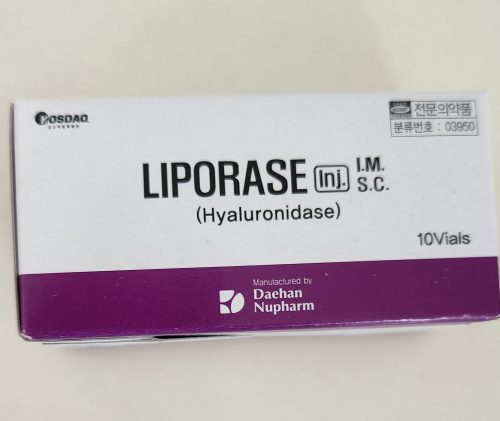 KOSDAQ
전문의약품
분류번호 : 03950
LIPORASE Inj. I.M. S.C.
(Hyaluronidase)
10Vials
Manufactured by
Daehan
Nupharm